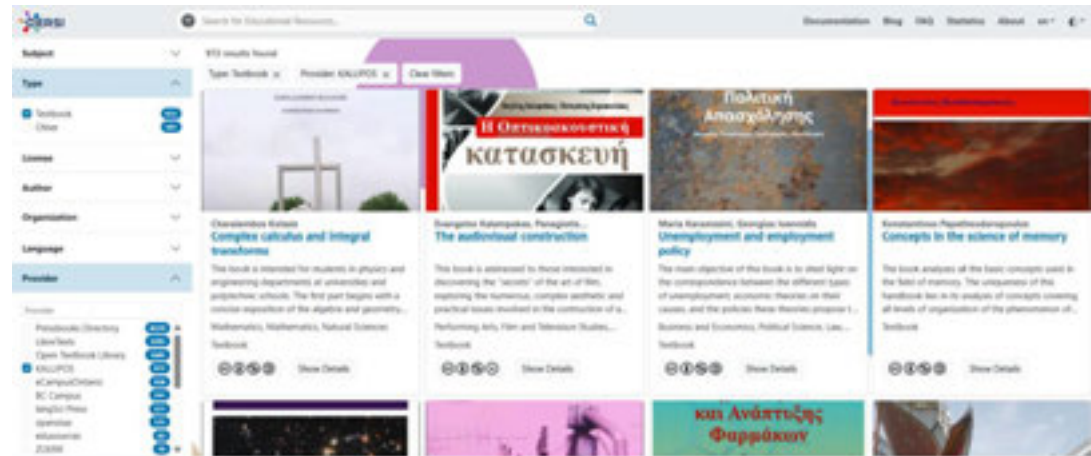 OERSI
Search for Educational Resources...
Documentation Blog FAQ Statistics About en
Subject
Type
Textbook
Other
License
Author
Organization
Language
Provider
Provider
Pressbooks Directory
LibreTexts
Open Textbook Library
KALLIPOS
eCampusOntario
BC Campus
langSci Press
openstax
eduversitas
ZOERR
results found
Type: Textbook x Provider: KALLIPOS x Clear filters
Complex calculus and integral
transforms
The book is intended for students in physics and
engineering departments at universities and
polytechnic schools. The first part begins with a
concise exposition of the algebra and geometry...
Mathematics, Mathematics, Natural Sciences
Textbook
Show Details
Η Οπτικοακουστική
κατασκευή
Evangelos Kalampakas, Panagiota...
The audiovisual construction
This book is addressed to those interested in
discovering the "secrets" of the art of film,
exploring the numerous, complex aesthetic and
practical issues involved in the construction of a...
Performing Arts, Film and Television Studies,...
Textbook
Show Details
Πολιτική
Απασχόλησης
Maria Karamessini, Georgios Ioannidis
Unemployment and employment
policy
The main objective of this book is to shed light on
the correspondence between the different types
of unemployment, economic theories on their
causes, and the policies these theories propose t...
Business and Economics, Political Science, Law,...
Textbook
Show Details
Konstantinos Papatheodoropoulos
Concepts in the science of memory
The book analyzes all the basic concepts used in
the field of memory. The uniqueness of this
handbook lies in its analysis of concepts covering
all levels of organization of the phenomenon of...
Textbook
Show Details
και Ανάπτυξης
Φαρμάκων